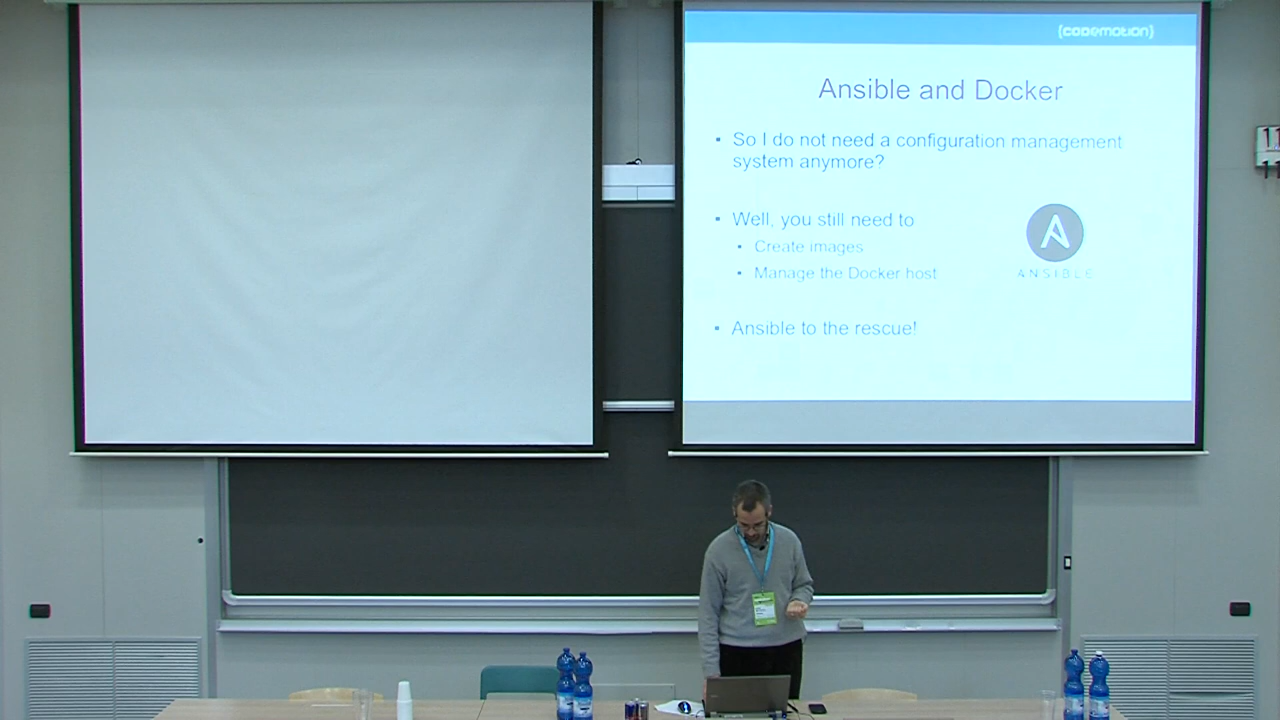 {codemotion}
Ansible and Docker
So I do not need a configuration management
system anymore?
Well, you still need to
Create images
Manage the Docker host
ANSIBLE
Ansible to the rescue!